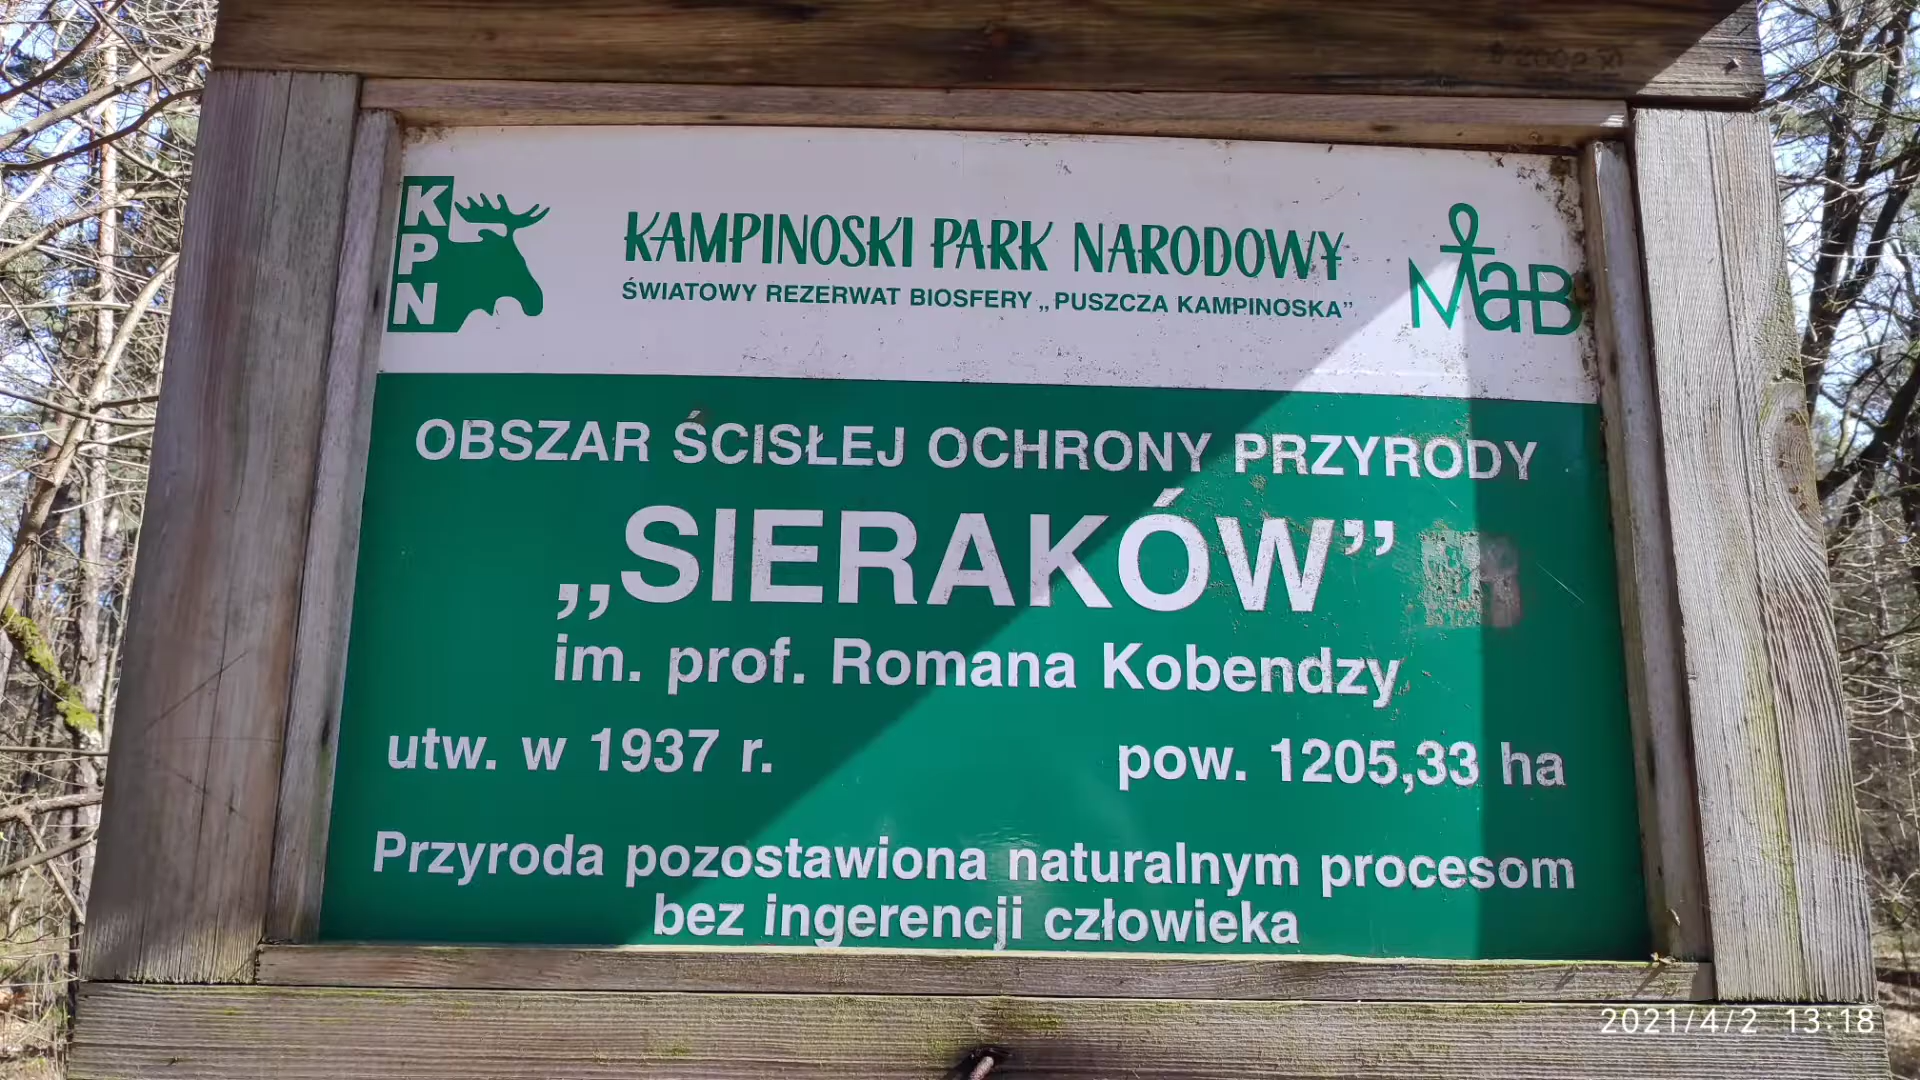 KPN
KAMPINOSKI PARK NARODOWY
ŚWIATOWY REZERWAT BIOSFERY „PUSZCZA KAMPINOSKA”
MaB
OBSZAR ŚCISŁEJ OCHRONY PRZYRODY
„SIERAKÓW”
im. prof. Romana Kobendzy
utw. w 1937 r.
pow. 1205,33 ha
Przyroda pozostawiona naturalnym procesom
bez ingerencji człowieka
2021/4/2 13:18